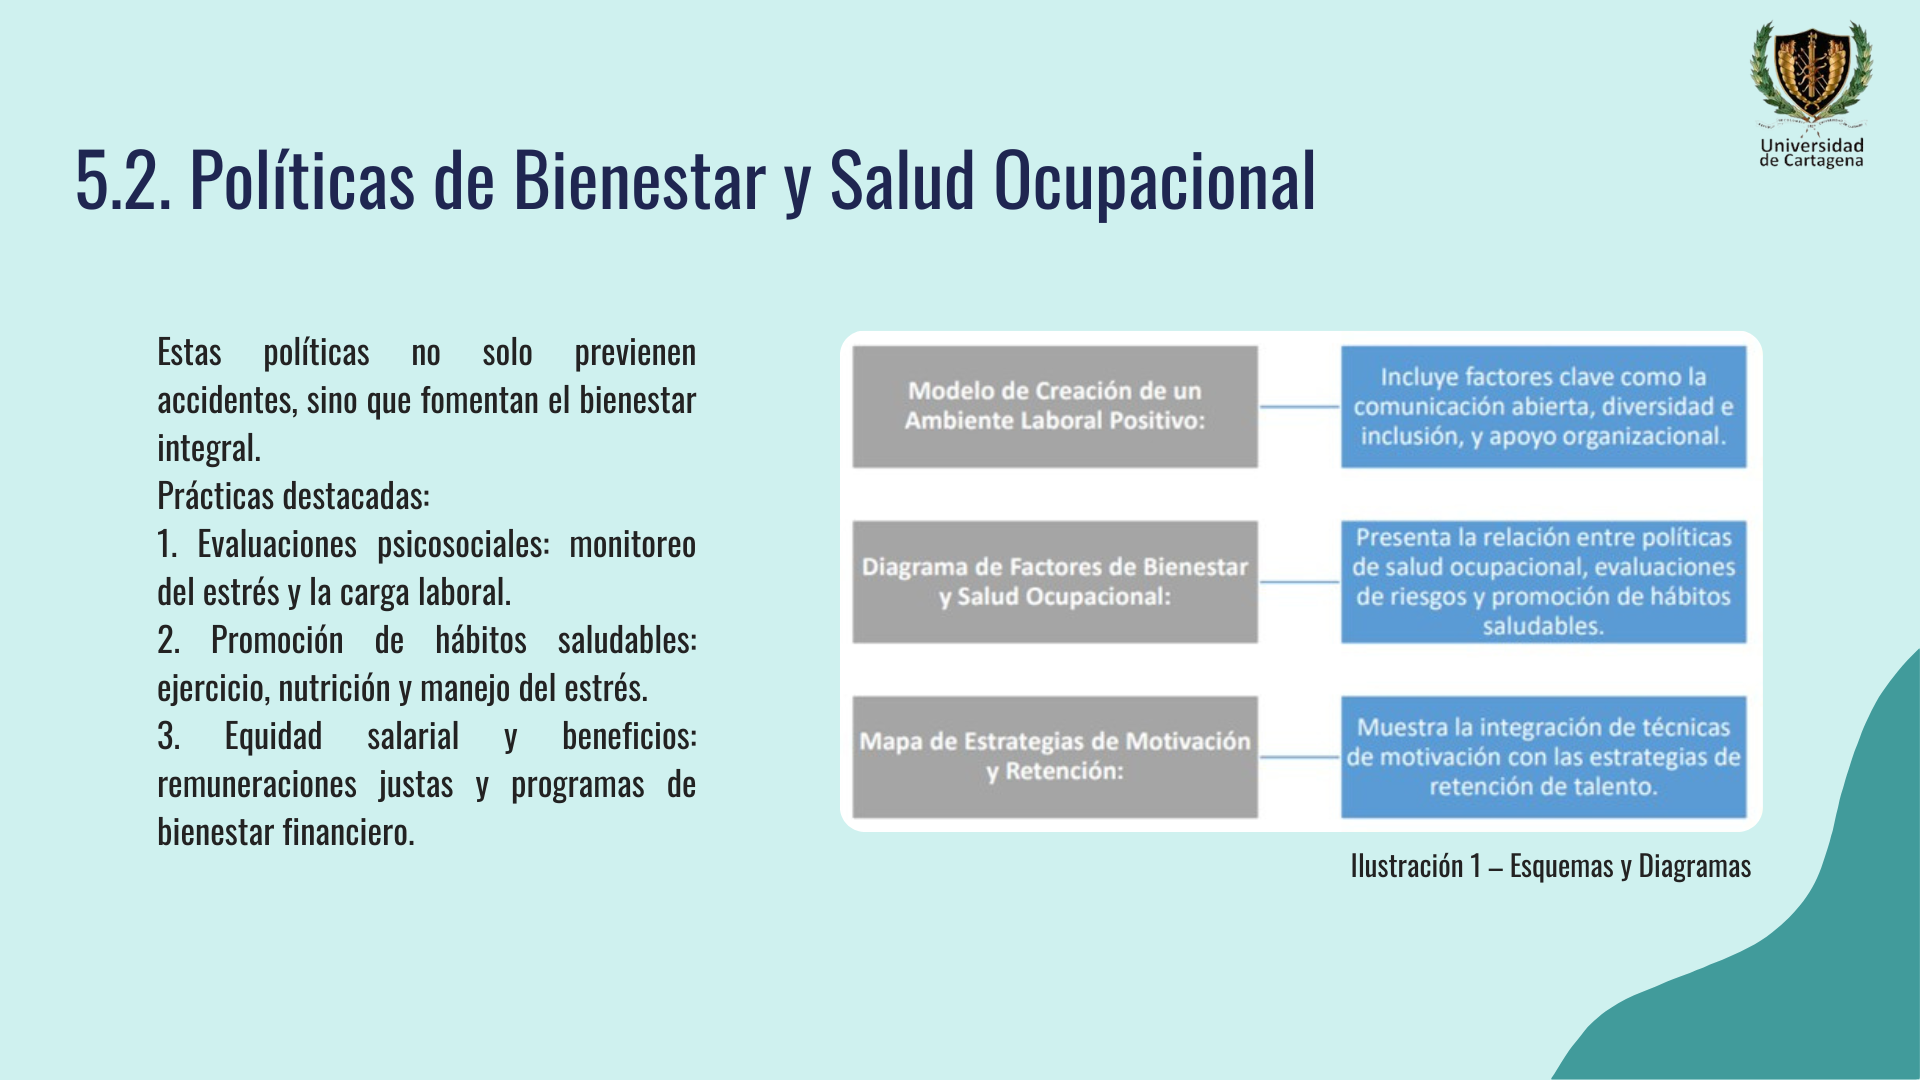 Universidad
de Cartagena
5.2. Políticas de Bienestar y Salud Ocupacional
Estas políticas no solo previenen
accidentes, sino que fomentan el bienestar
integral.
Prácticas destacadas:
1. Evaluaciones psicosociales: monitoreo
del estrés y la carga laboral.
2. Promoción de hábitos saludables:
ejercicio, nutrición y manejo del estrés.
3. Equidad salarial y beneficios:
remuneraciones justas y programas de
bienestar financiero.
Modelo de Creación de un
Ambiente Laboral Positivo:
Incluye factores clave como la
comunicación abierta, diversidad e
inclusión, y apoyo organizacional.
Diagrama de Factores de Bienestar
y Salud Ocupacional:
Presenta la relación entre políticas
de salud ocupacional, evaluaciones
de riesgos y promoción de hábitos
saludables.
Mapa de Estrategias de Motivación
y Retención:
Muestra la integración de técnicas
de motivación con las estrategias de
retención de talento.
Ilustración 1 – Esquemas y Diagramas